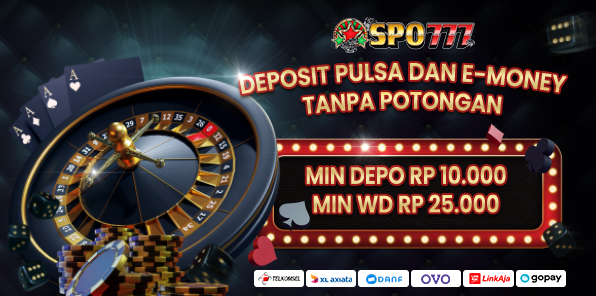 SPO777
DEPOSIT PULSA DAN E-MONEY
TANPA POTONGAN
MIN DEPO RP 10.000
MIN WD RP 25.000
TELKOMSEL
XL axiata
DANA
OVO
LinkAja
gopay